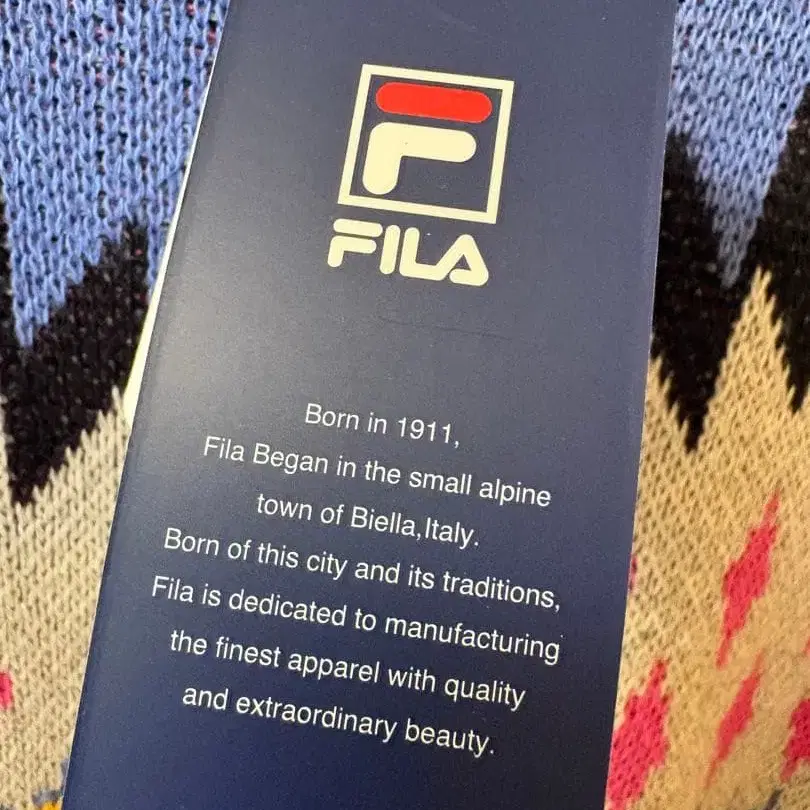 FILA
Born in 1911,
Fila Began in the small alpine
town of Biella,Italy.
Born of this city and its traditions,
Fila is dedicated to manufacturing
the finest apparel with quality
and extraordinary beauty.